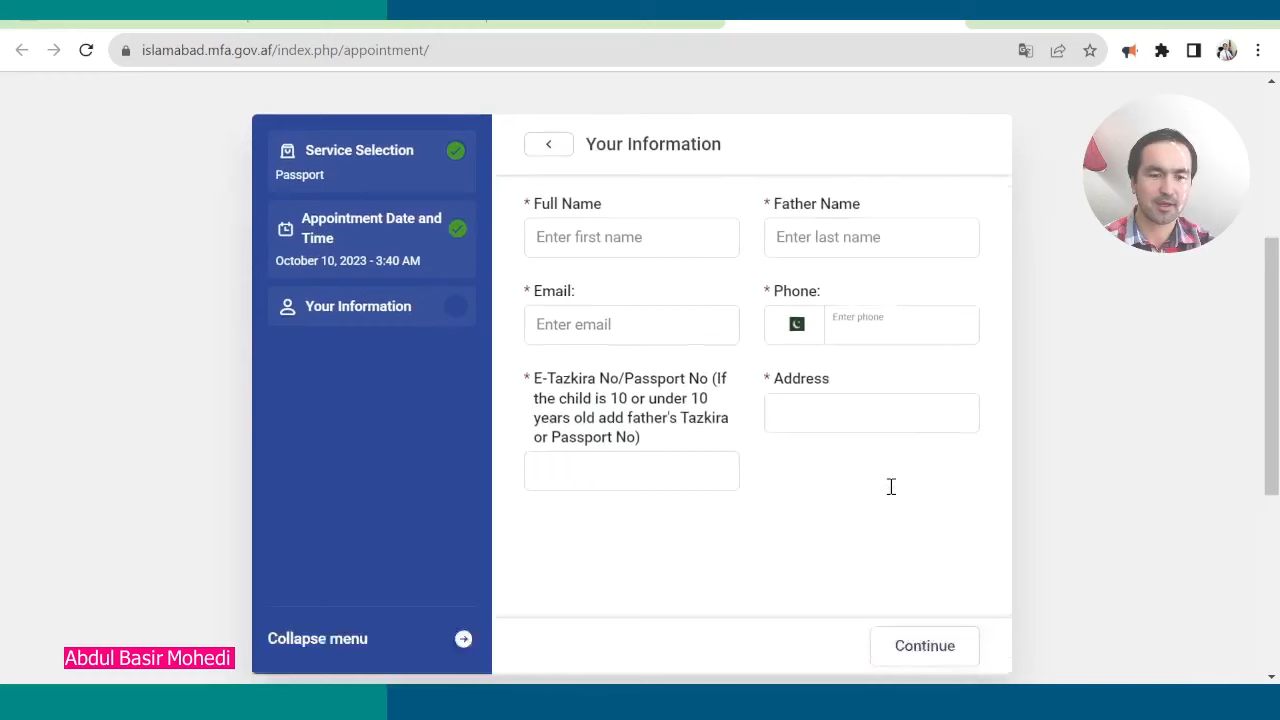 islamabad.mfa.gov.af/index.php/appointment/
Service Selection
Passport
Appointment Date and
Time
October 10, 2023 - 3:40 AM
Your Information
Collapse menu
Your Information
* Full Name
Enter first name
* Father Name
Enter last name
* Email:
Enter email
* Phone:
Enter phone
* E-Tazkira No/Passport No (If
the child is 10 or under 10
years old add father's Tazkira
or Passport No)
* Address
Continue
Abdul Basir Mohedi